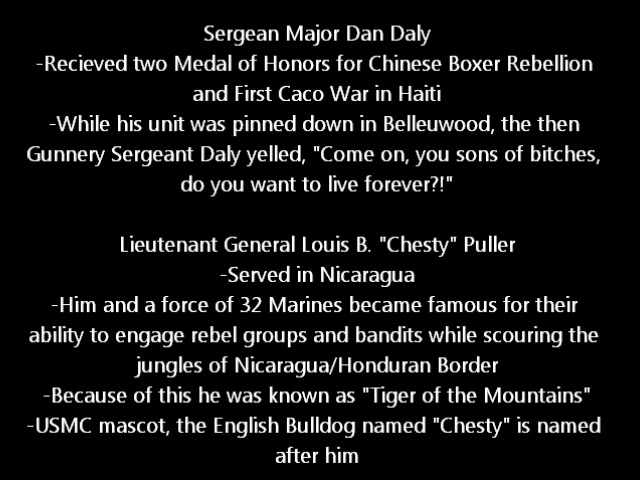 Sergean Major Dan Daly
-Recieved two Medal of Honors for Chinese Boxer Rebellion
and First Caco War in Haiti
-While his unit was pinned down in Belleuwood, the then
Gunnery Sergeant Daly yelled, "Come on, you sons of bitches,
do you want to live forever?!"
Lieutenant General Louis B. "Chesty" Puller
-Served in Nicaragua
-Him and a force of 32 Marines became famous for their
ability to engage rebel groups and bandits while scouring the
jungles of Nicaragua/Honduran Border
-Because of this he was known as "Tiger of the Mountains"
-USMC mascot, the English Bulldog named "Chesty" is named
after him